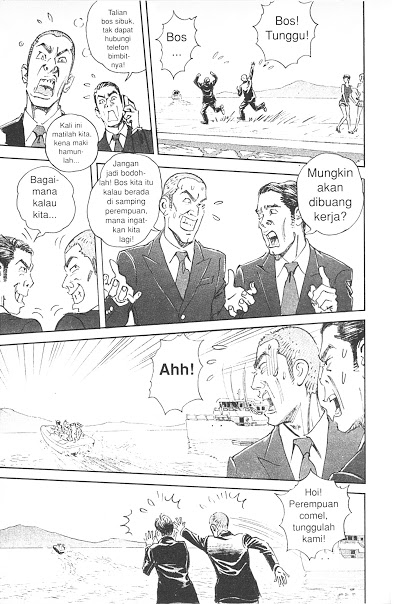 Bos
...
Bos!
Tunggu!
Talian
bos sibuk,
tak dapat
hubungi
telefon
bimbit-
nya!
Kali ini
matilah kita,
kena maki
hamun-
lah...
Mungkin
akan
dibuang
kerja?
Jangan
jadi bodoh-
lah! Bos kita itu
kalau berada
di samping
perempuan,
mana ingat-
kan kita
lagi!
Bagai-
mana
kalau
kita...
Ahh!
Hoi!
Perempuan
comel,
tunggulah
kami!